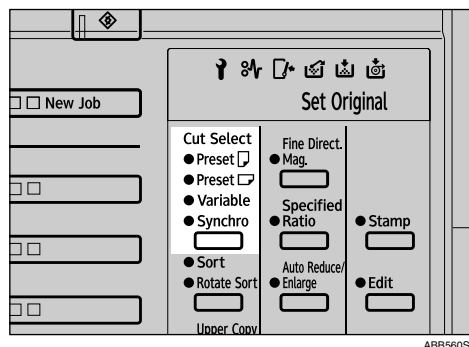 New Job
Set Original
Cut Select
Preset
Preset
Variable
Synchro
Sort
Rotate Sort
Upper Copy
Fine Direct.
Mag.
Specified
Ratio
Auto Reduce/
Enlarge
Stamp
Edit
ABB560S